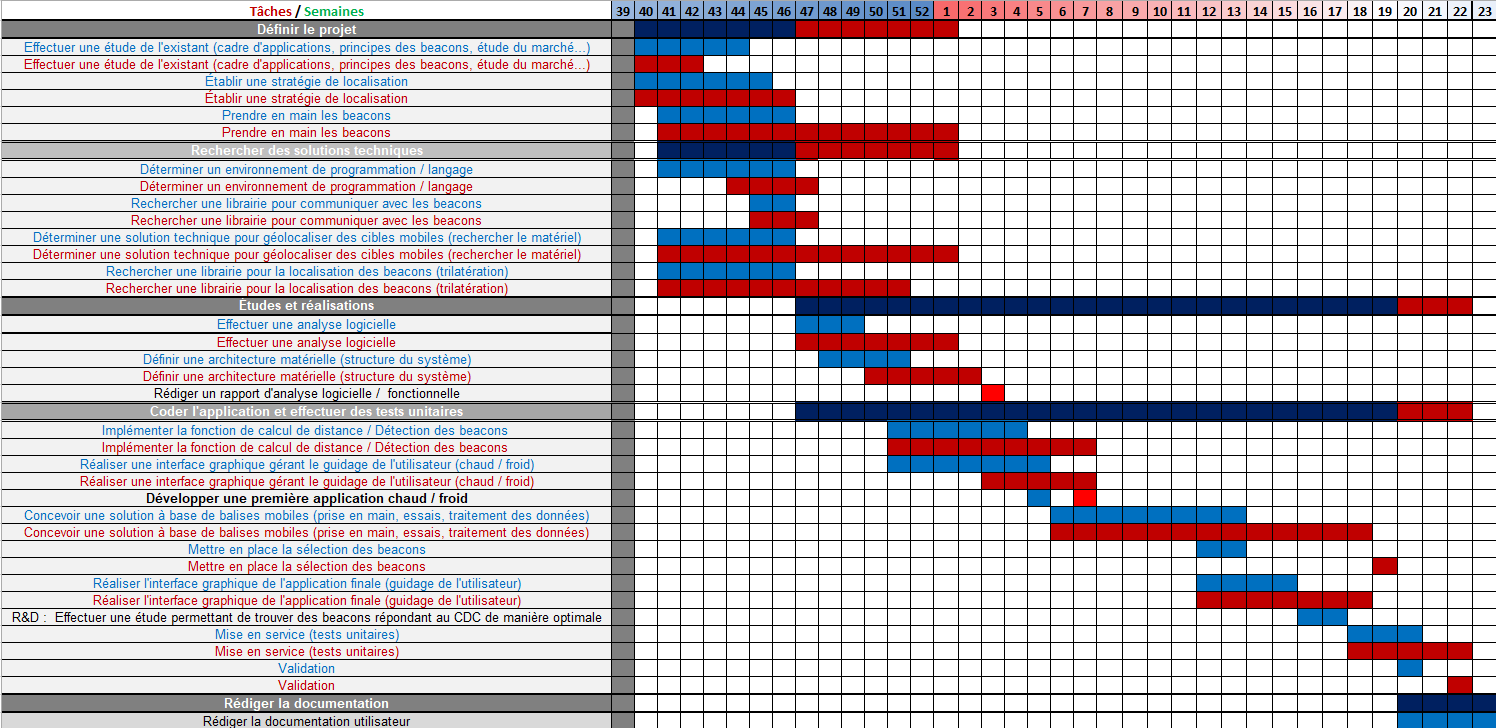 Tâches / Semaines 39 40 41 42 43 44 45 46 47 48 49 50 51 52 1 2 3 4 5 6 7 8 9 10 11 12 13 14 15 16 17 18 19 20 21 22 23
Définir le projet
Effectuer une étude de l'existant (cadre d'applications, principes des beacons, étude du marché...)
Effectuer une étude de l'existant (cadre d'applications, principes des beacons, étude du marché...)
Établir une stratégie de localisation
Établir une stratégie de localisation
Prendre en main les beacons
Prendre en main les beacons
Rechercher des solutions techniques
Déterminer un environnement de programmation / langage
Déterminer un environnement de programmation / langage
Rechercher une librairie pour communiquer avec les beacons
Rechercher une librairie pour communiquer avec les beacons
Déterminer une solution technique pour géolocaliser des cibles mobiles (rechercher le matériel)
Déterminer une solution technique pour géolocaliser des cibles mobiles (rechercher le matériel)
Rechercher une librairie pour la localisation des beacons (trilatération)
Rechercher une librairie pour la localisation des beacons (trilatération)
Études et réalisations
Effectuer une analyse logicielle
Effectuer une analyse logicielle
Définir une architecture matérielle (structure du système)
Définir une architecture matérielle (structure du système)
Rédiger un rapport d'analyse logicielle / fonctionnelle
Coder l'application et effectuer des tests unitaires
Implémenter la fonction de calcul de distance / Détection des beacons
Implémenter la fonction de calcul de distance / Détection des beacons
Réaliser une interface graphique gérant le guidage de l'utilisateur (chaud / froid)
Réaliser une interface graphique gérant le guidage de l'utilisateur (chaud / froid)
Développer une première application chaud / froid
Concevoir une solution à base de balises mobiles (prise en main, essais, traitement des données)
Concevoir une solution à base de balises mobiles (prise en main, essais, traitement des données)
Mettre en place la sélection des beacons
Mettre en place la sélection des beacons
Réaliser l'interface graphique de l'application finale (guidage de l'utilisateur)
Réaliser l'interface graphique de l'application finale (guidage de l'utilisateur)
R&D : Effectuer une étude permettant de trouver des beacons répondant au CDC de manière optimale
Mise en service (tests unitaires)
Mise en service (tests unitaires)
Validation
Validation
Rédiger la documentation
Rédiger la documentation utilisateur